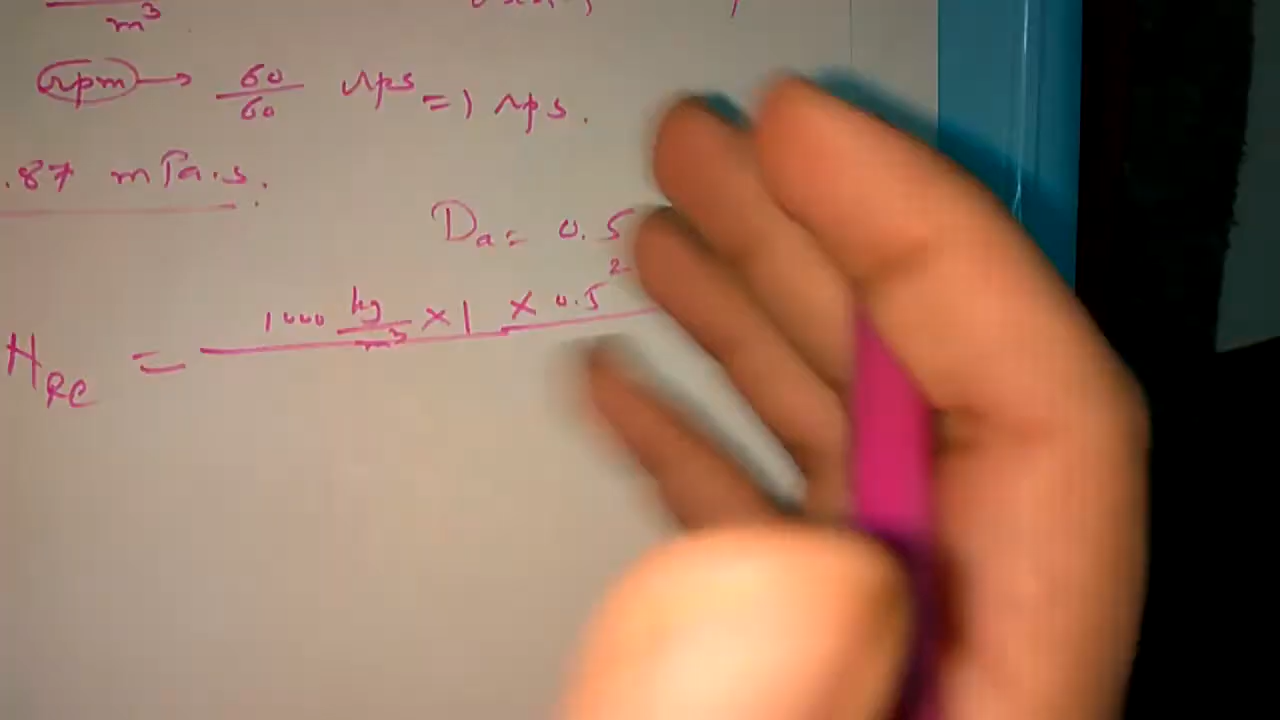 m³
rpm → 60/60 rps = 1 rps.
.87 mPa.s.
Da = 0.5
NRe = 1000 kg/m³ × 1 × 0.5²